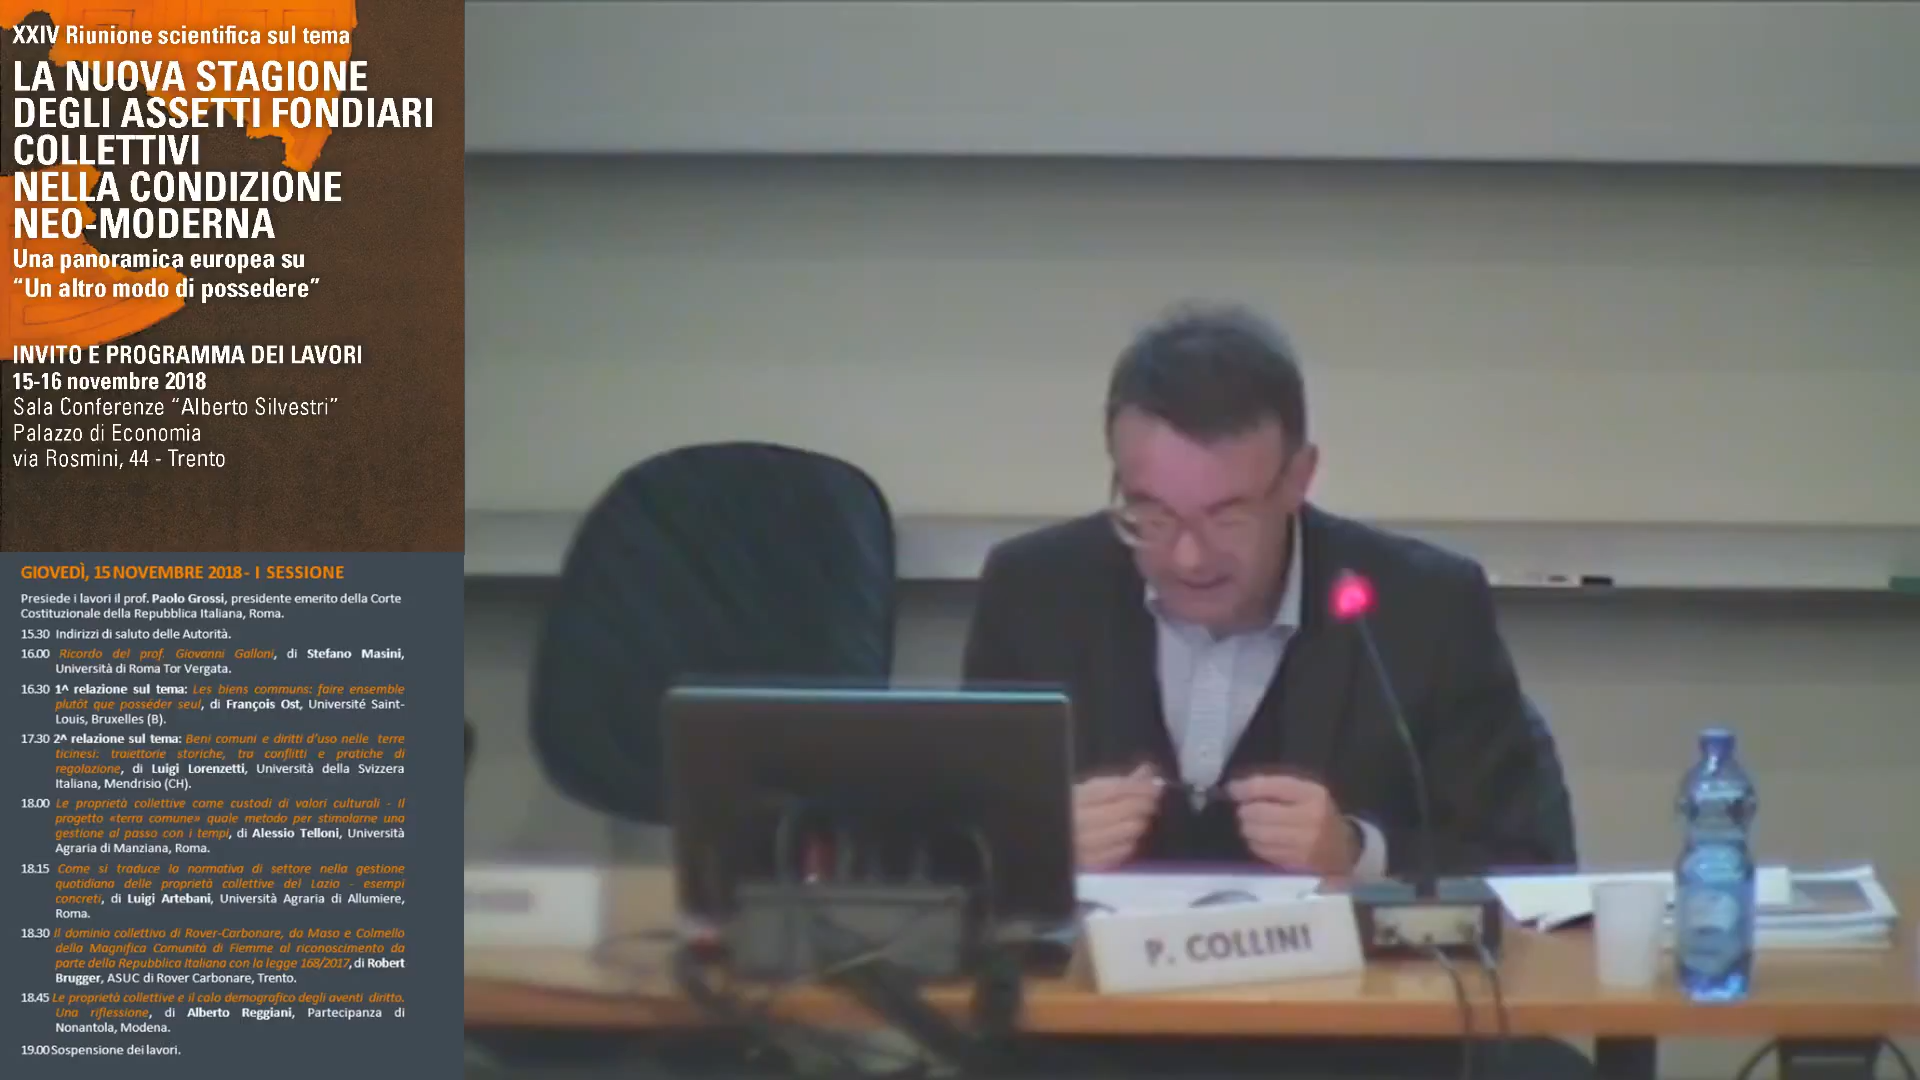 XXIV Riunione scientifica sul tema
LA NUOVA STAGIONE
DEGLI ASSETTI FONDIARI
COLLETTIVI
NELLA CONDIZIONE
NEO-MODERNA
Una panoramica europea su
“Un altro modo di possedere”
INVITO E PROGRAMMA DEI LAVORI
15-16 novembre 2018
Sala Conferenze “Alberto Silvestri”
Palazzo di Economia
via Rosmini, 44 - Trento
GIOVEDÌ, 15 NOVEMBRE 2018 - I SESSIONE
Presiede i lavori il prof. Paolo Grossi, presidente emerito della Corte
Costituzionale della Repubblica Italiana, Roma.
15.30 Indirizzi di saluto delle Autorità.
16.00 Ricordo del prof. Giovanni Galloni, di Stefano Masini,
Università di Roma Tor Vergata.
16.30 1^ relazione sul tema: Les biens communs: faire ensemble
plutôt que posséder seul, di François Ost, Université Saint-
Louis, Bruxelles (B).
17.30 2^ relazione sul tema: Beni comuni e diritti d’uso nelle terre
ticinesi: traiettorie storiche, tra conflitti e pratiche di
regolazione, di Luigi Lorenzetti, Università della Svizzera
Italiana, Mendrisio (CH).
18.00 Le proprietà collettive come custodi di valori culturali - Il
progetto «terra comune» quale metodo per stimolarne una
gestione al passo con i tempi, di Alessio Telloni, Università
Agraria di Manziana, Roma.
18.15 Come si traduce la normativa di settore nella gestione
quotidiana delle proprietà collettive del Lazio - esempi
concreti, di Luigi Artebani, Università Agraria di Allumiere,
Roma.
18.30 Il dominio collettivo di Rover-Carbonare, da Maso e Colmello
della Magnifica Comunità di Fiemme al riconoscimento da
parte della Repubblica Italiana con la legge 168/2017, di Robert
Brugger, ASUC di Rover Carbonare, Trento.
18.45 Le proprietà collettive e il calo demografico degli aventi diritto.
Una riflessione, di Alberto Reggiani, Partecipanza di
Nonantola, Modena.
19.00 Sospensione dei lavori.
P. COLLINI